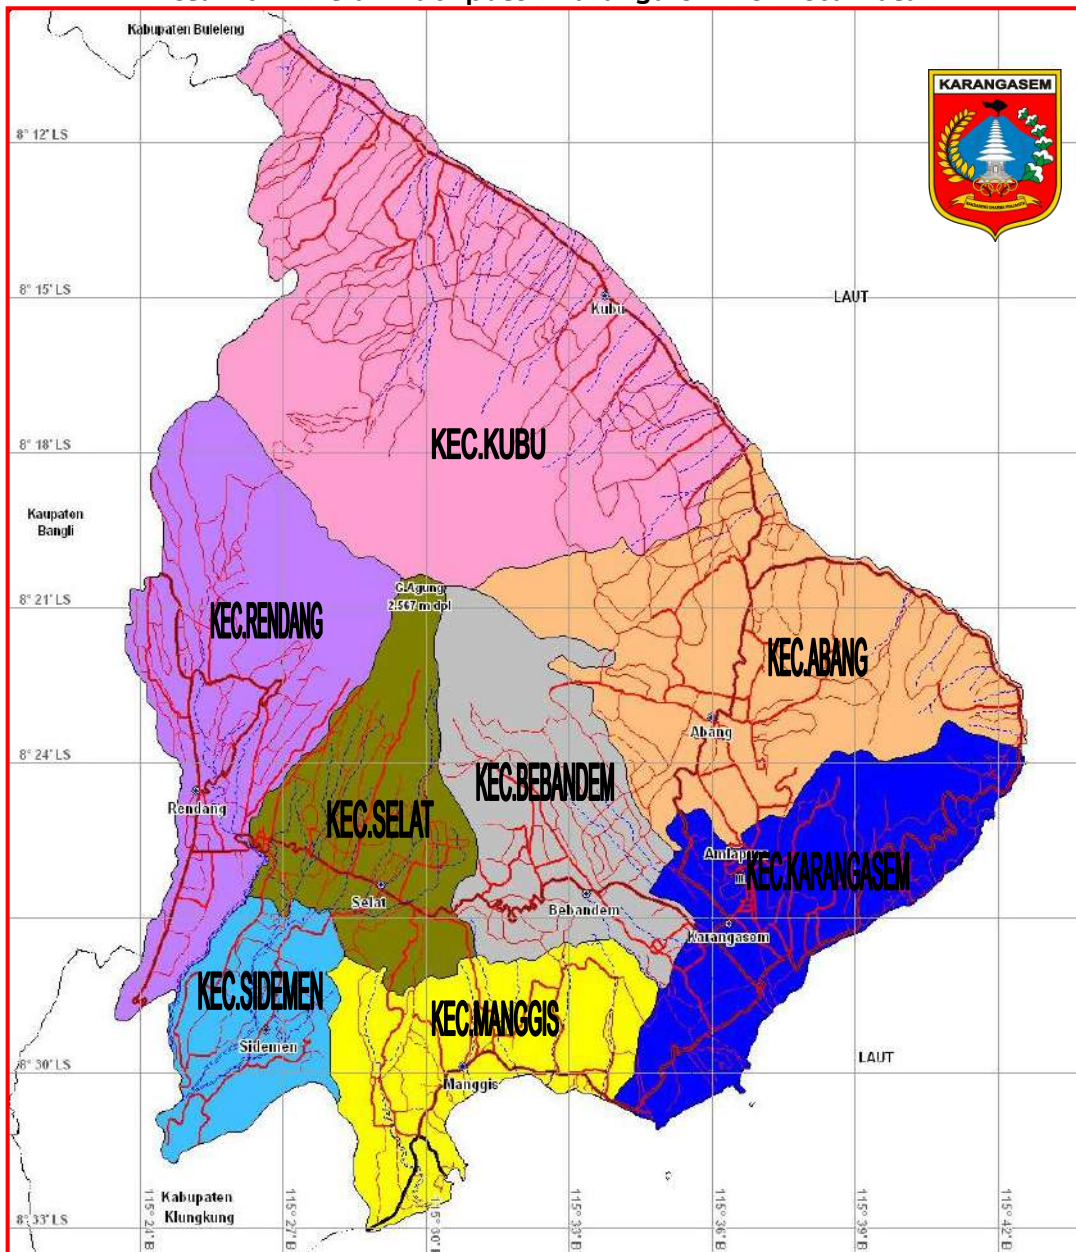 Kabupaten Buleleng
KARANGASEM
8° 12' LS
8° 15' LS
LAUT
Kubu
KEC.KUBU
8° 18' LS
Kaupaten
Bangli
G.Agung
2.567 m dpl
8° 21' LS
KEC.RENDANG
KEC.ABANG
Abang
8° 24' LS
KEC.BEBANDEM
Rendang
KEC.SELAT
KEC.KARANGASEM
Selat
Bebandem
Karangasem
KEC.SIDEMEN
KEC.MANGGIS
Sidemen
8° 30' LS
LAUT
Manggis
Kabupaten
Klungkung
8° 33' LS
115° 24' B
115° 27' B
115° 30' B
115° 33' B
115° 36' B
115° 39' B
115° 42' B